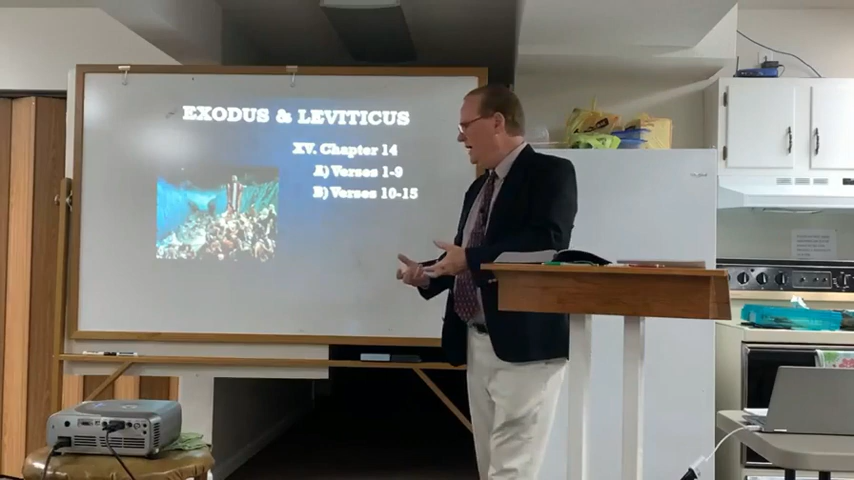 EXODUS & LEVITICUS
XV. Chapter 14
A) Verses 1-9
B) Verses 10-15